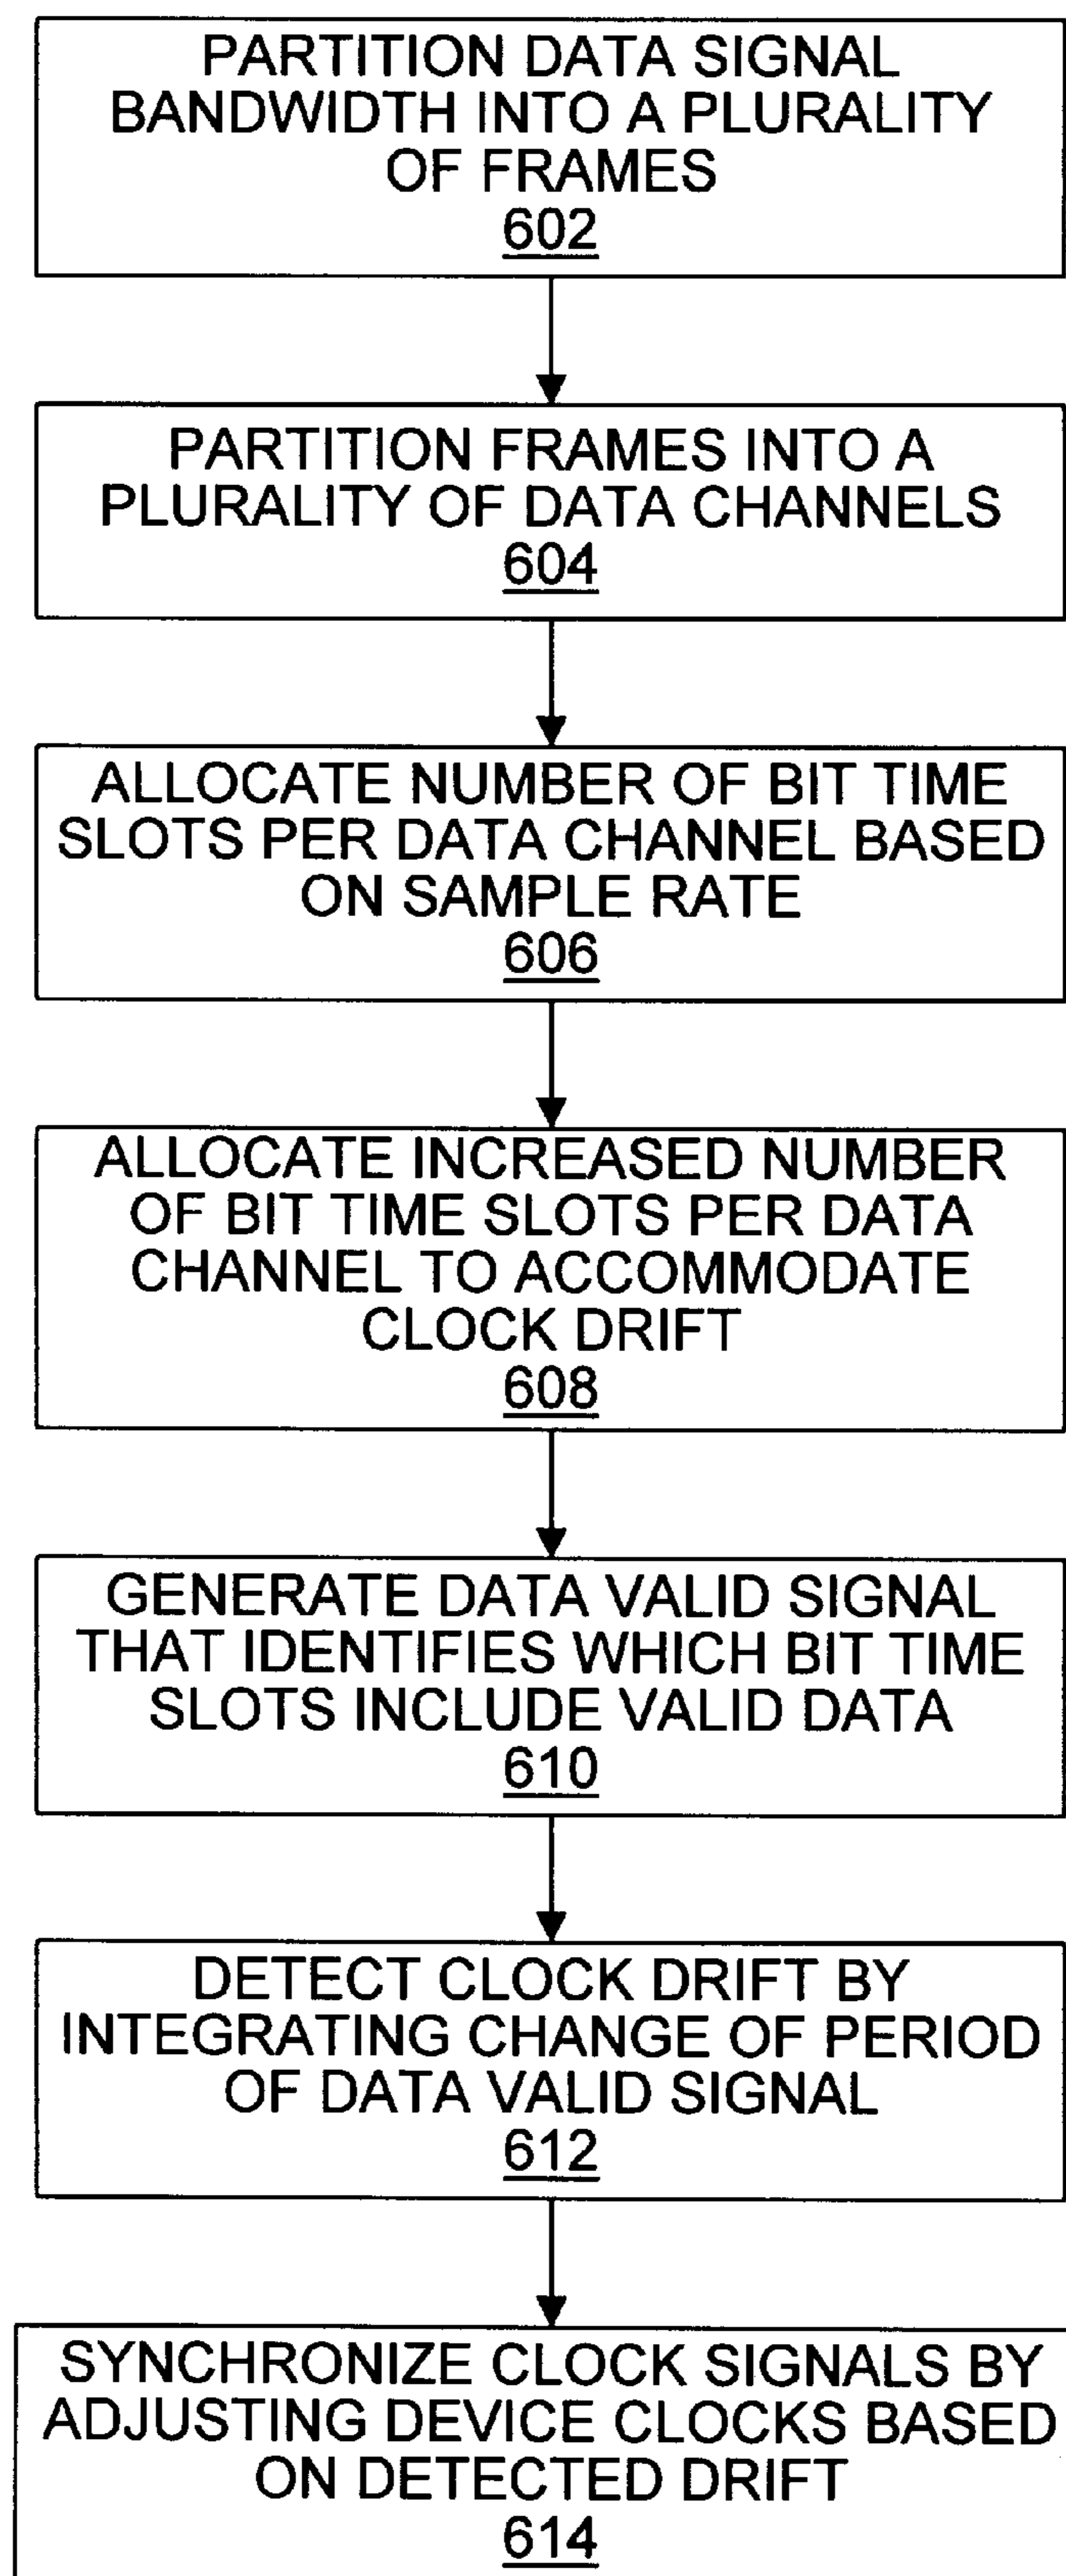 PARTITION DATA SIGNAL
BANDWIDTH INTO A PLURALITY
OF FRAMES
602
PARTITION FRAMES INTO A
PLURALITY OF DATA CHANNELS
604
ALLOCATE NUMBER OF BIT TIME
SLOTS PER DATA CHANNEL BASED
ON SAMPLE RATE
606
ALLOCATE INCREASED NUMBER
OF BIT TIME SLOTS PER DATA
CHANNEL TO ACCOMMODATE
CLOCK DRIFT
608
GENERATE DATA VALID SIGNAL
THAT IDENTIFIES WHICH BIT TIME
SLOTS INCLUDE VALID DATA
610
DETECT CLOCK DRIFT BY
INTEGRATING CHANGE OF PERIOD
OF DATA VALID SIGNAL
612
SYNCHRONIZE CLOCK SIGNALS BY
ADJUSTING DEVICE CLOCKS BASED
ON DETECTED DRIFT
614